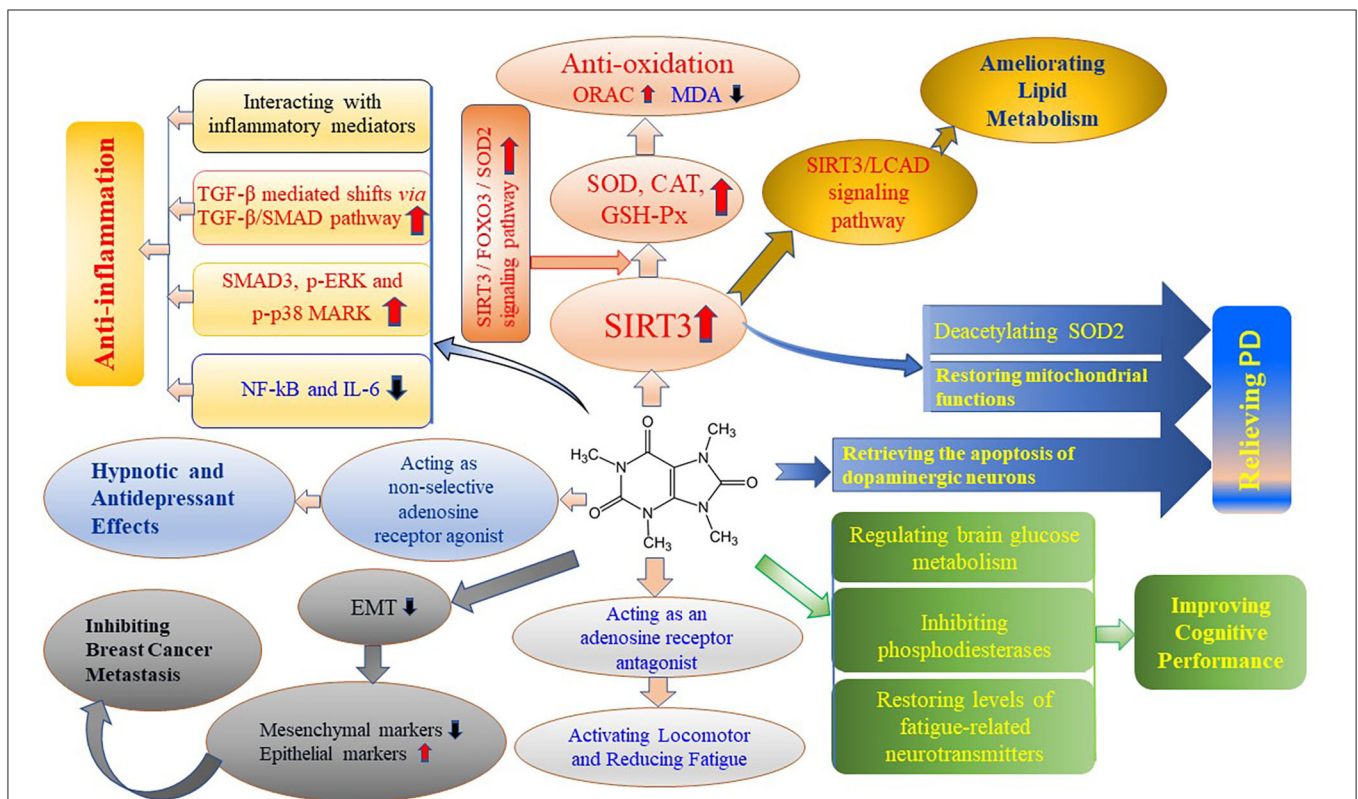 Anti-inflammation
Interacting with
inflammatory mediators
TGF-β mediated shifts via
TGF-β/SMAD pathway
SMAD3, p-ERK and
p-p38 MARK
NF-kB and IL-6
SIRT3 / FOXO3 / SOD2
signaling pathway
Anti-oxidation
ORAC MDA
SOD, CAT,
GSH-Px
SIRT3
Ameliorating
Lipid
Metabolism
SIRT3/LCAD
signaling
pathway
Deacetylating SOD2
Restoring mitochondrial
functions
Retrieving the apoptosis of
dopaminergic neurons
Relieving PD
O
CH₃
H₃C
N
N
O
O
N
N
CH₃
CH₃
Hypnotic and
Antidepressant
Effects
Acting as
non-selective
adenosine
receptor agonist
EMT
Inhibiting
Breast Cancer
Metastasis
Mesenchymal markers
Epithelial markers
Acting as an
adenosine receptor
antagonist
Activating Locomotor
and Reducing Fatigue
Regulating brain glucose
metabolism
Inhibiting
phosphodiesterases
Restoring levels of
fatigue-related
neurotransmitters
Improving
Cognitive
Performance